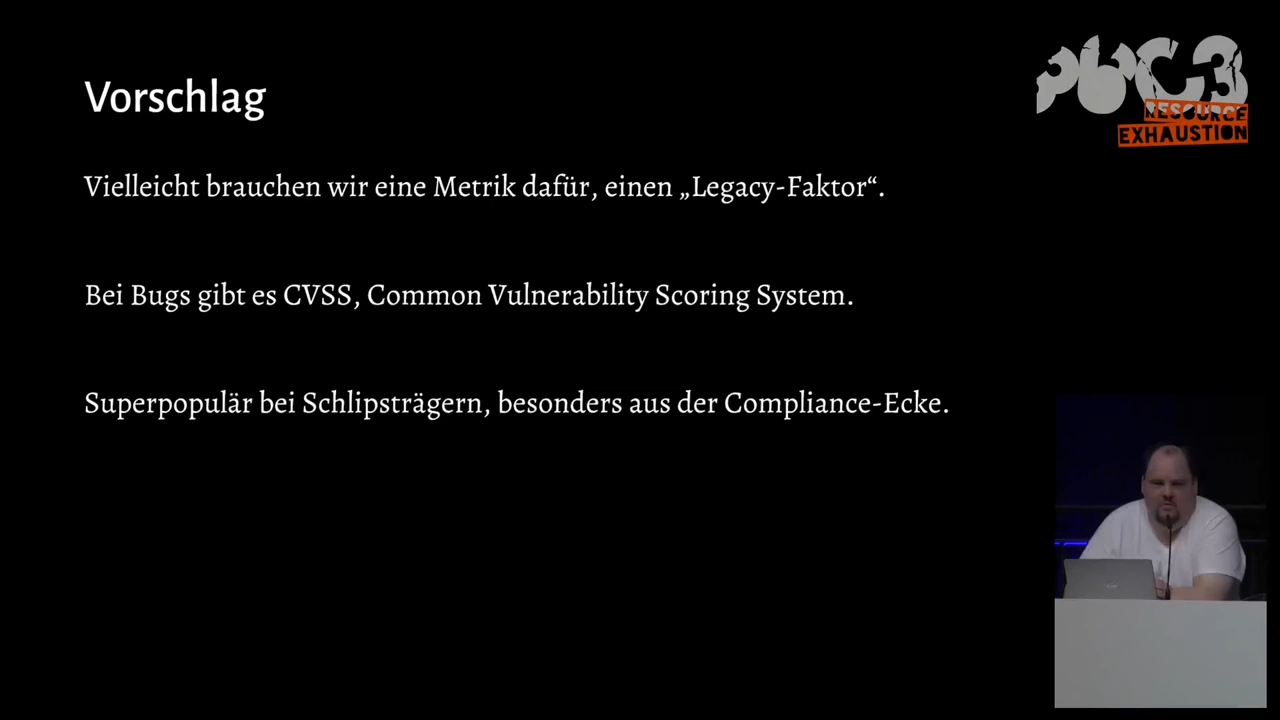 Vorschlag
36C3
RESOURCE
EXHAUSTION
Vielleicht brauchen wir eine Metrik dafür, einen „Legacy-Faktor“.
Bei Bugs gibt es CVSS, Common Vulnerability Scoring System.
Superpopulär bei Schlipsträgern, besonders aus der Compliance-Ecke.